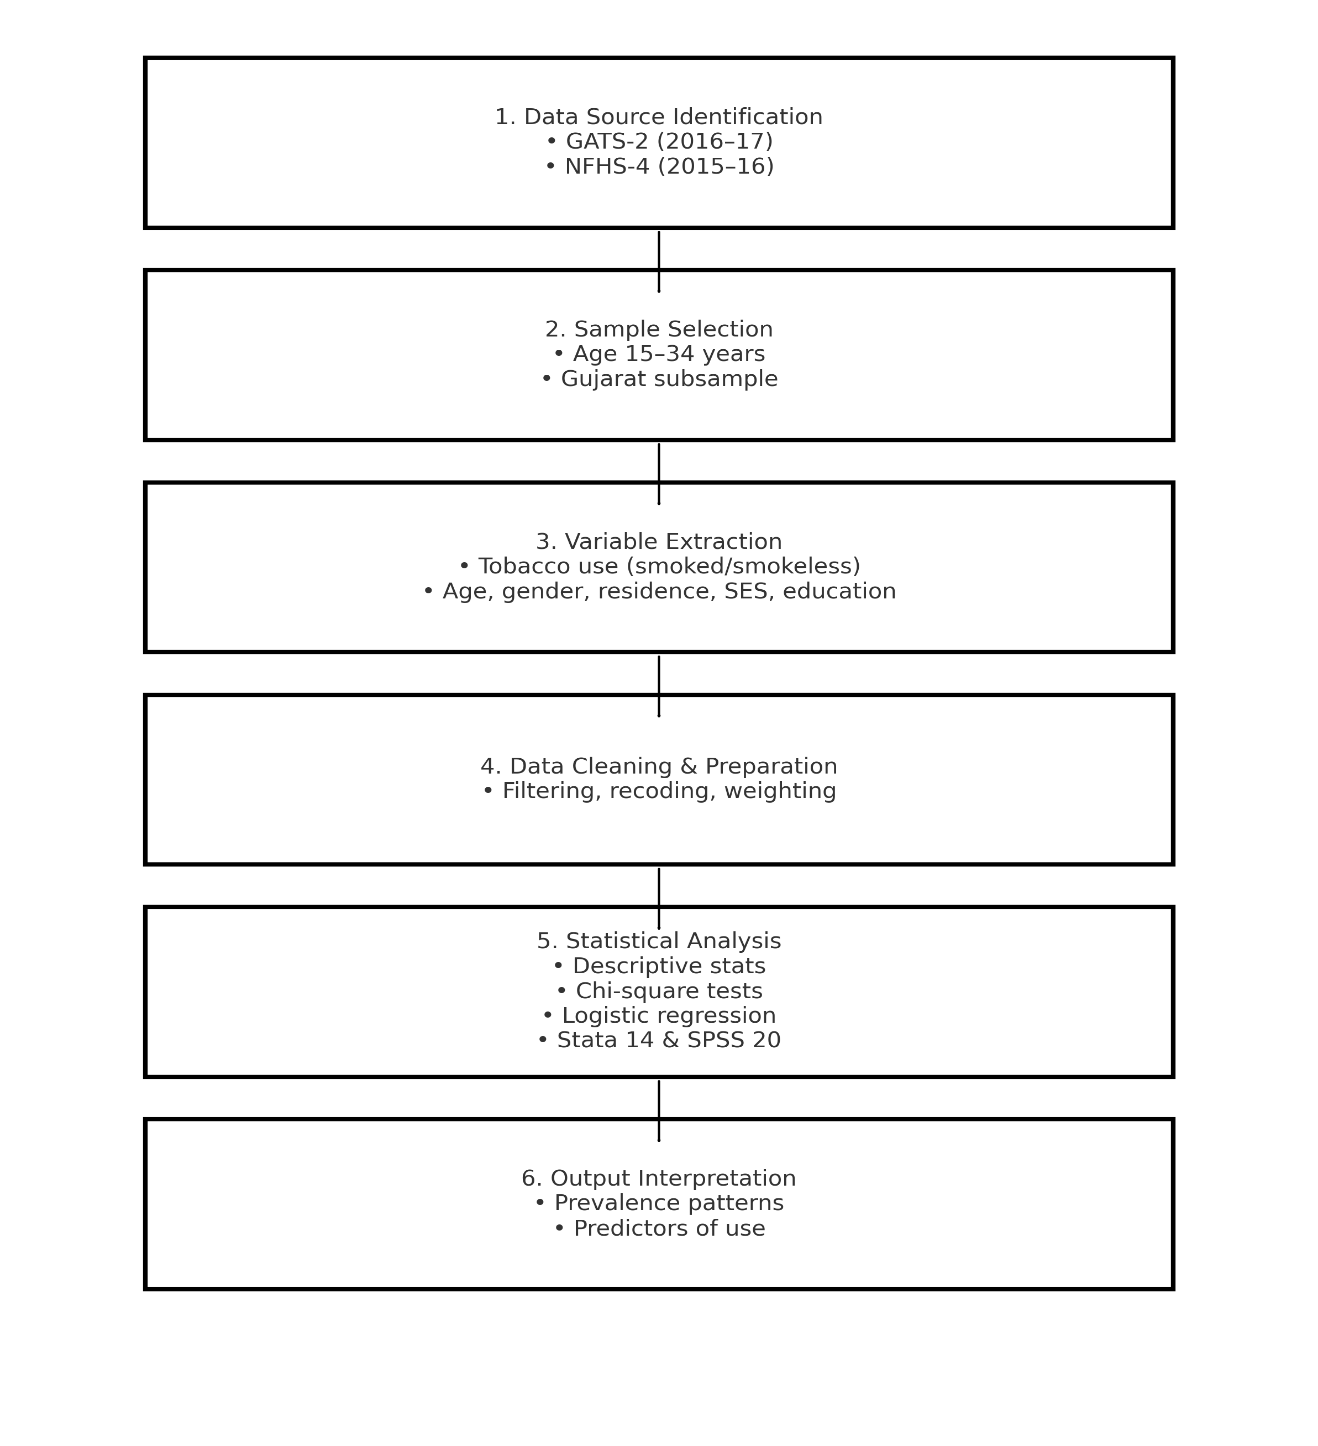 1. Data Source Identification
• GATS-2 (2016–17)
• NFHS-4 (2015–16)
2. Sample Selection
• Age 15–34 years
• Gujarat subsample
3. Variable Extraction
• Tobacco use (smoked/smokeless)
• Age, gender, residence, SES, education
4. Data Cleaning & Preparation
• Filtering, recoding, weighting
5. Statistical Analysis
• Descriptive stats
• Chi-square tests
• Logistic regression
• Stata 14 & SPSS 20
6. Output Interpretation
• Prevalence patterns
• Predictors of use